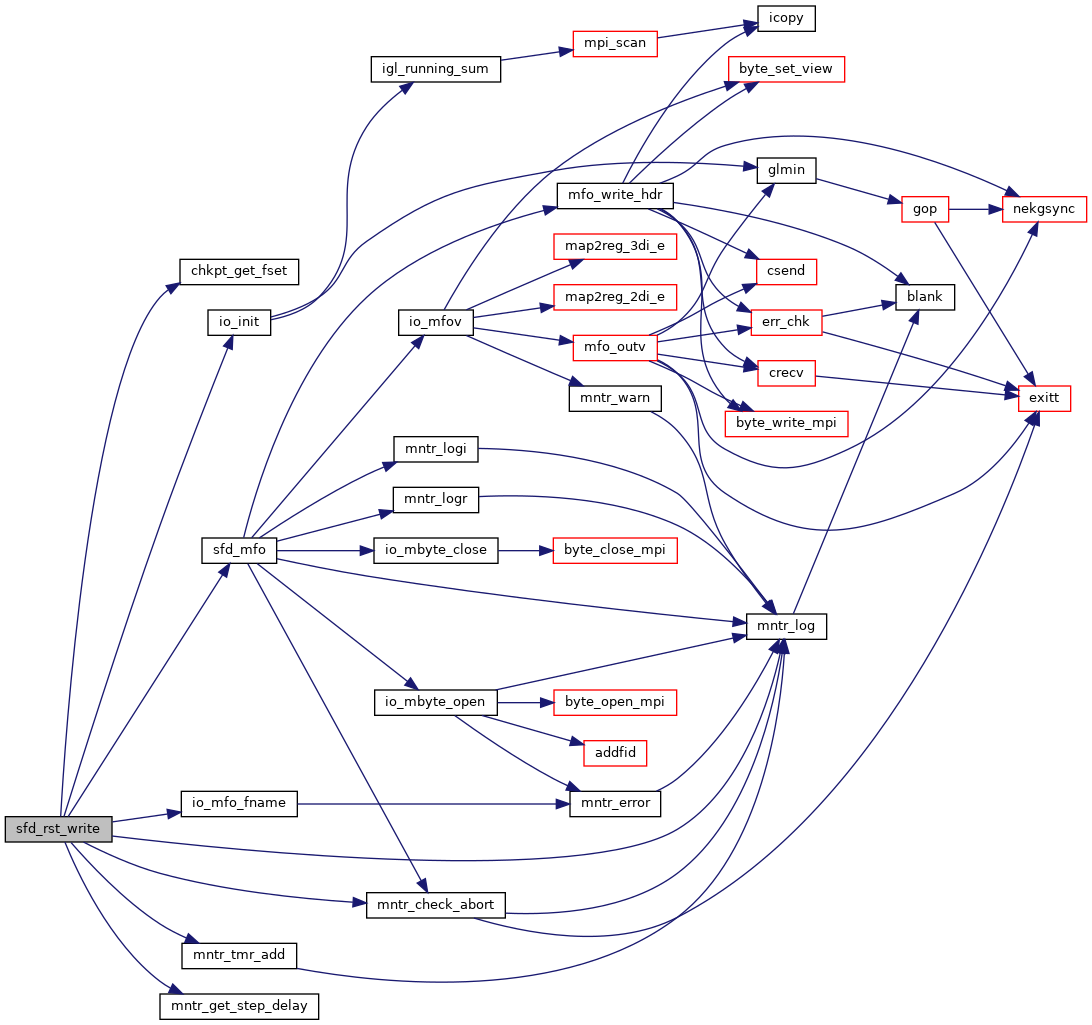 icopy
mpi_scan
igl_running_sum
byte_set_view
glmin
mfo_write_hdr
gop
nekgsync
map2reg_3di_e
chkpt_get_fset
csend
map2reg_2di_e
blank
io_init
io_mfov
err_chk
mfo_outv
crecv
mntr_warn
exitt
byte_write_mpi
mntr_logi
mntr_logr
sfd_mfo
io_mbyte_close
byte_close_mpi
mntr_log
io_mbyte_open
byte_open_mpi
addfid
io_mfo_fname
mntr_error
sfd_rst_write
mntr_check_abort
mntr_tmr_add
mntr_get_step_delay